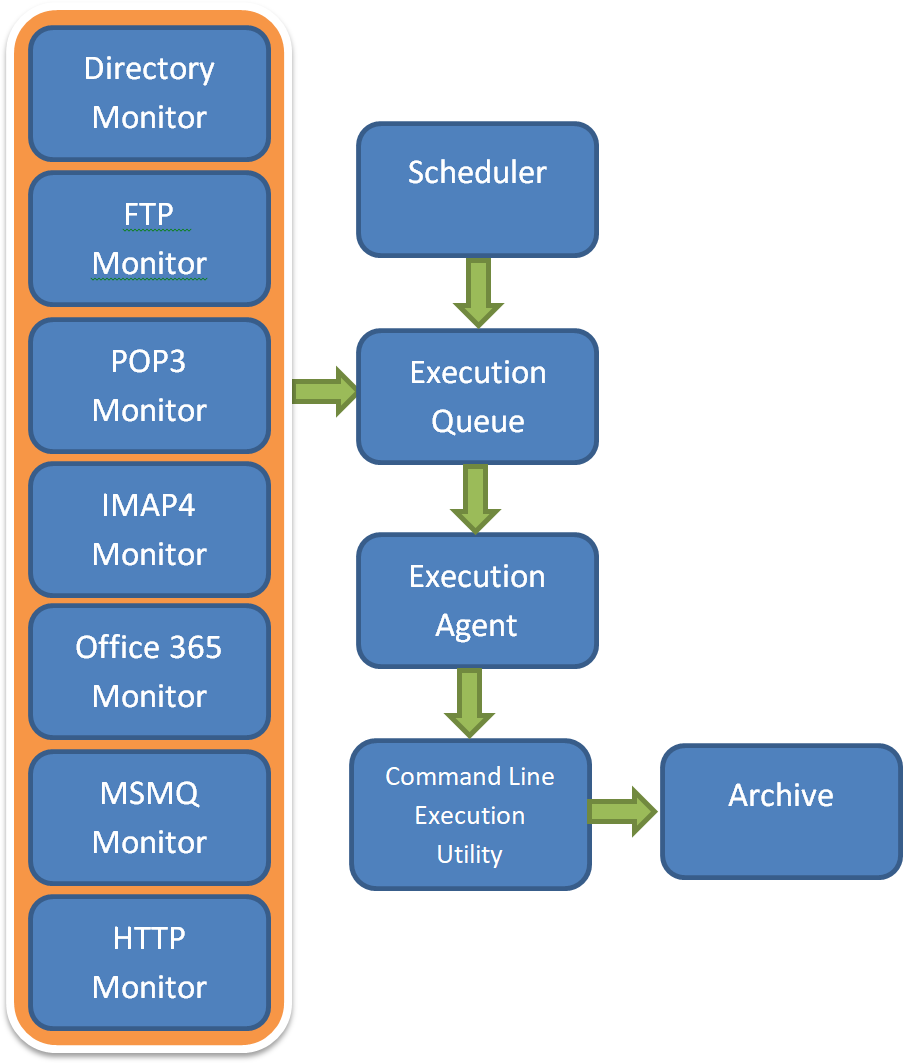 Directory
Monitor
FTP
Monitor
POP3
Monitor
IMAP4
Monitor
Office 365
Monitor
MSMQ
Monitor
HTTP
Monitor
Scheduler
Execution
Queue
Execution
Agent
Command Line
Execution
Utility
Archive